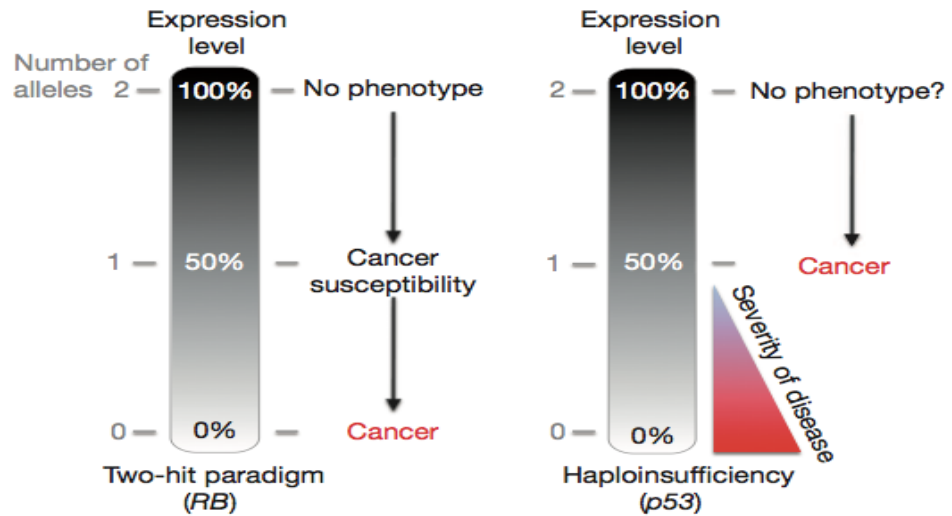 Expression
level
Number of
alleles
2
100%
No phenotype
1
50%
Cancer
susceptibility
0
0%
Cancer
Two-hit paradigm
(RB)
Expression
level
2
100%
No phenotype?
1
50%
Cancer
Severity of disease
0
0%
Haploinsufficiency
(p53)